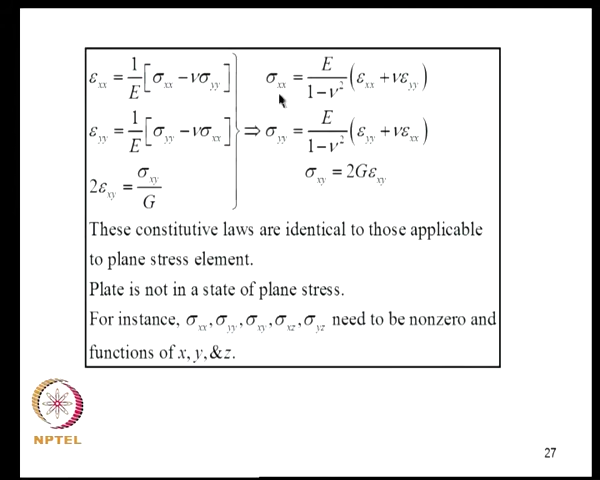 ε_xx = 1/E [σ_xx − νσ_yy] σ_xx = E/(1−ν²) (ε_xx + νε_yy)
ε_yy = 1/E [σ_yy − νσ_xx] ⇒ σ_yy = E/(1−ν²) (ε_yy + νε_xx)
2ε_xy = σ_xy/G σ_xy = 2Gε_xy
These constitutive laws are identical to those applicable
to plane stress element.
Plate is not in a state of plane stress.
For instance, σ_xx, σ_yy, σ_xy, σ_xz, σ_yz need to be nonzero and
functions of x, y, & z.
NPTEL
27